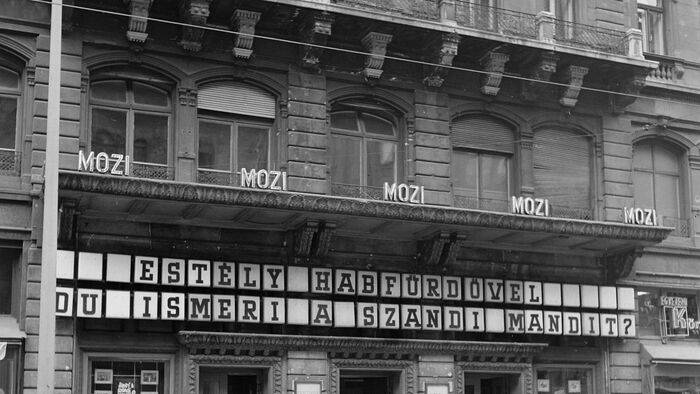 MOZI MOZI MOZI MOZI MOZI
ESTÉLY HABFÜRDŐVEL
DU ISMERI A SZANDI MANDIT?